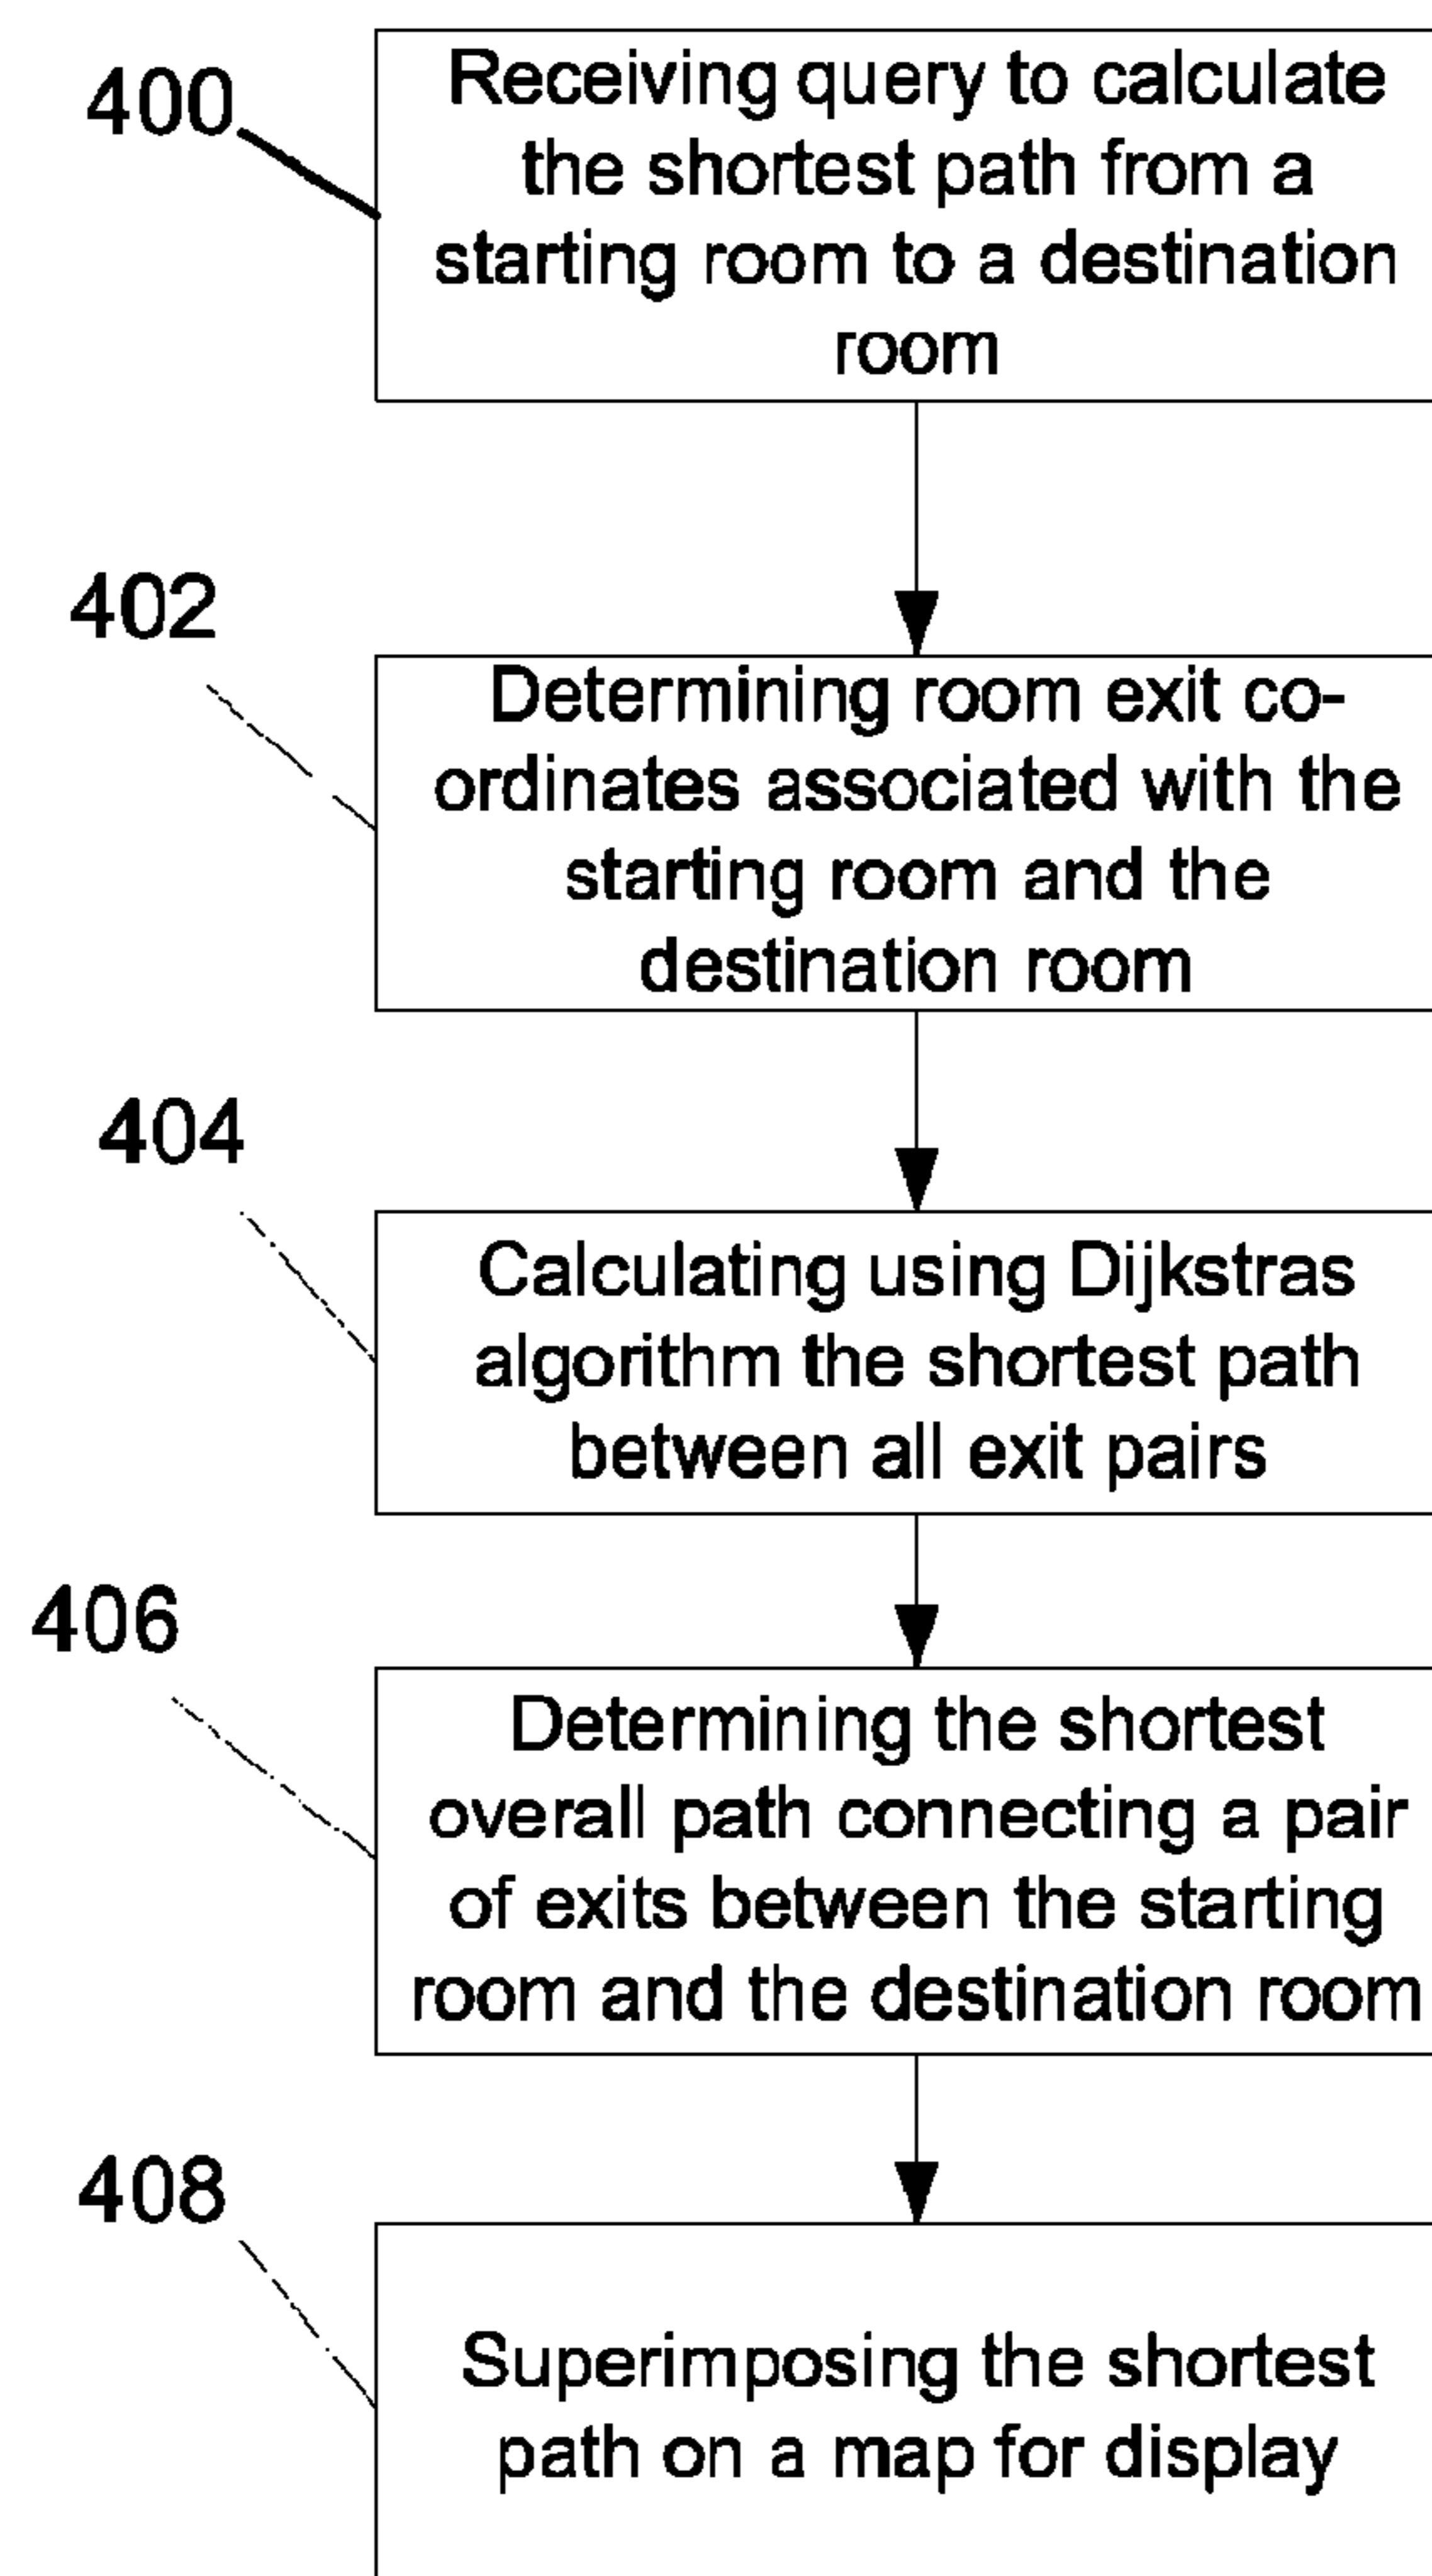 400
Receiving query to calculate
the shortest path from a
starting room to a destination
room
402
Determining room exit co-
ordinates associated with the
starting room and the
destination room
404
Calculating using Dijkstras
algorithm the shortest path
between all exit pairs
406
Determining the shortest
overall path connecting a pair
of exits between the starting
room and the destination room
408
Superimposing the shortest
path on a map for display